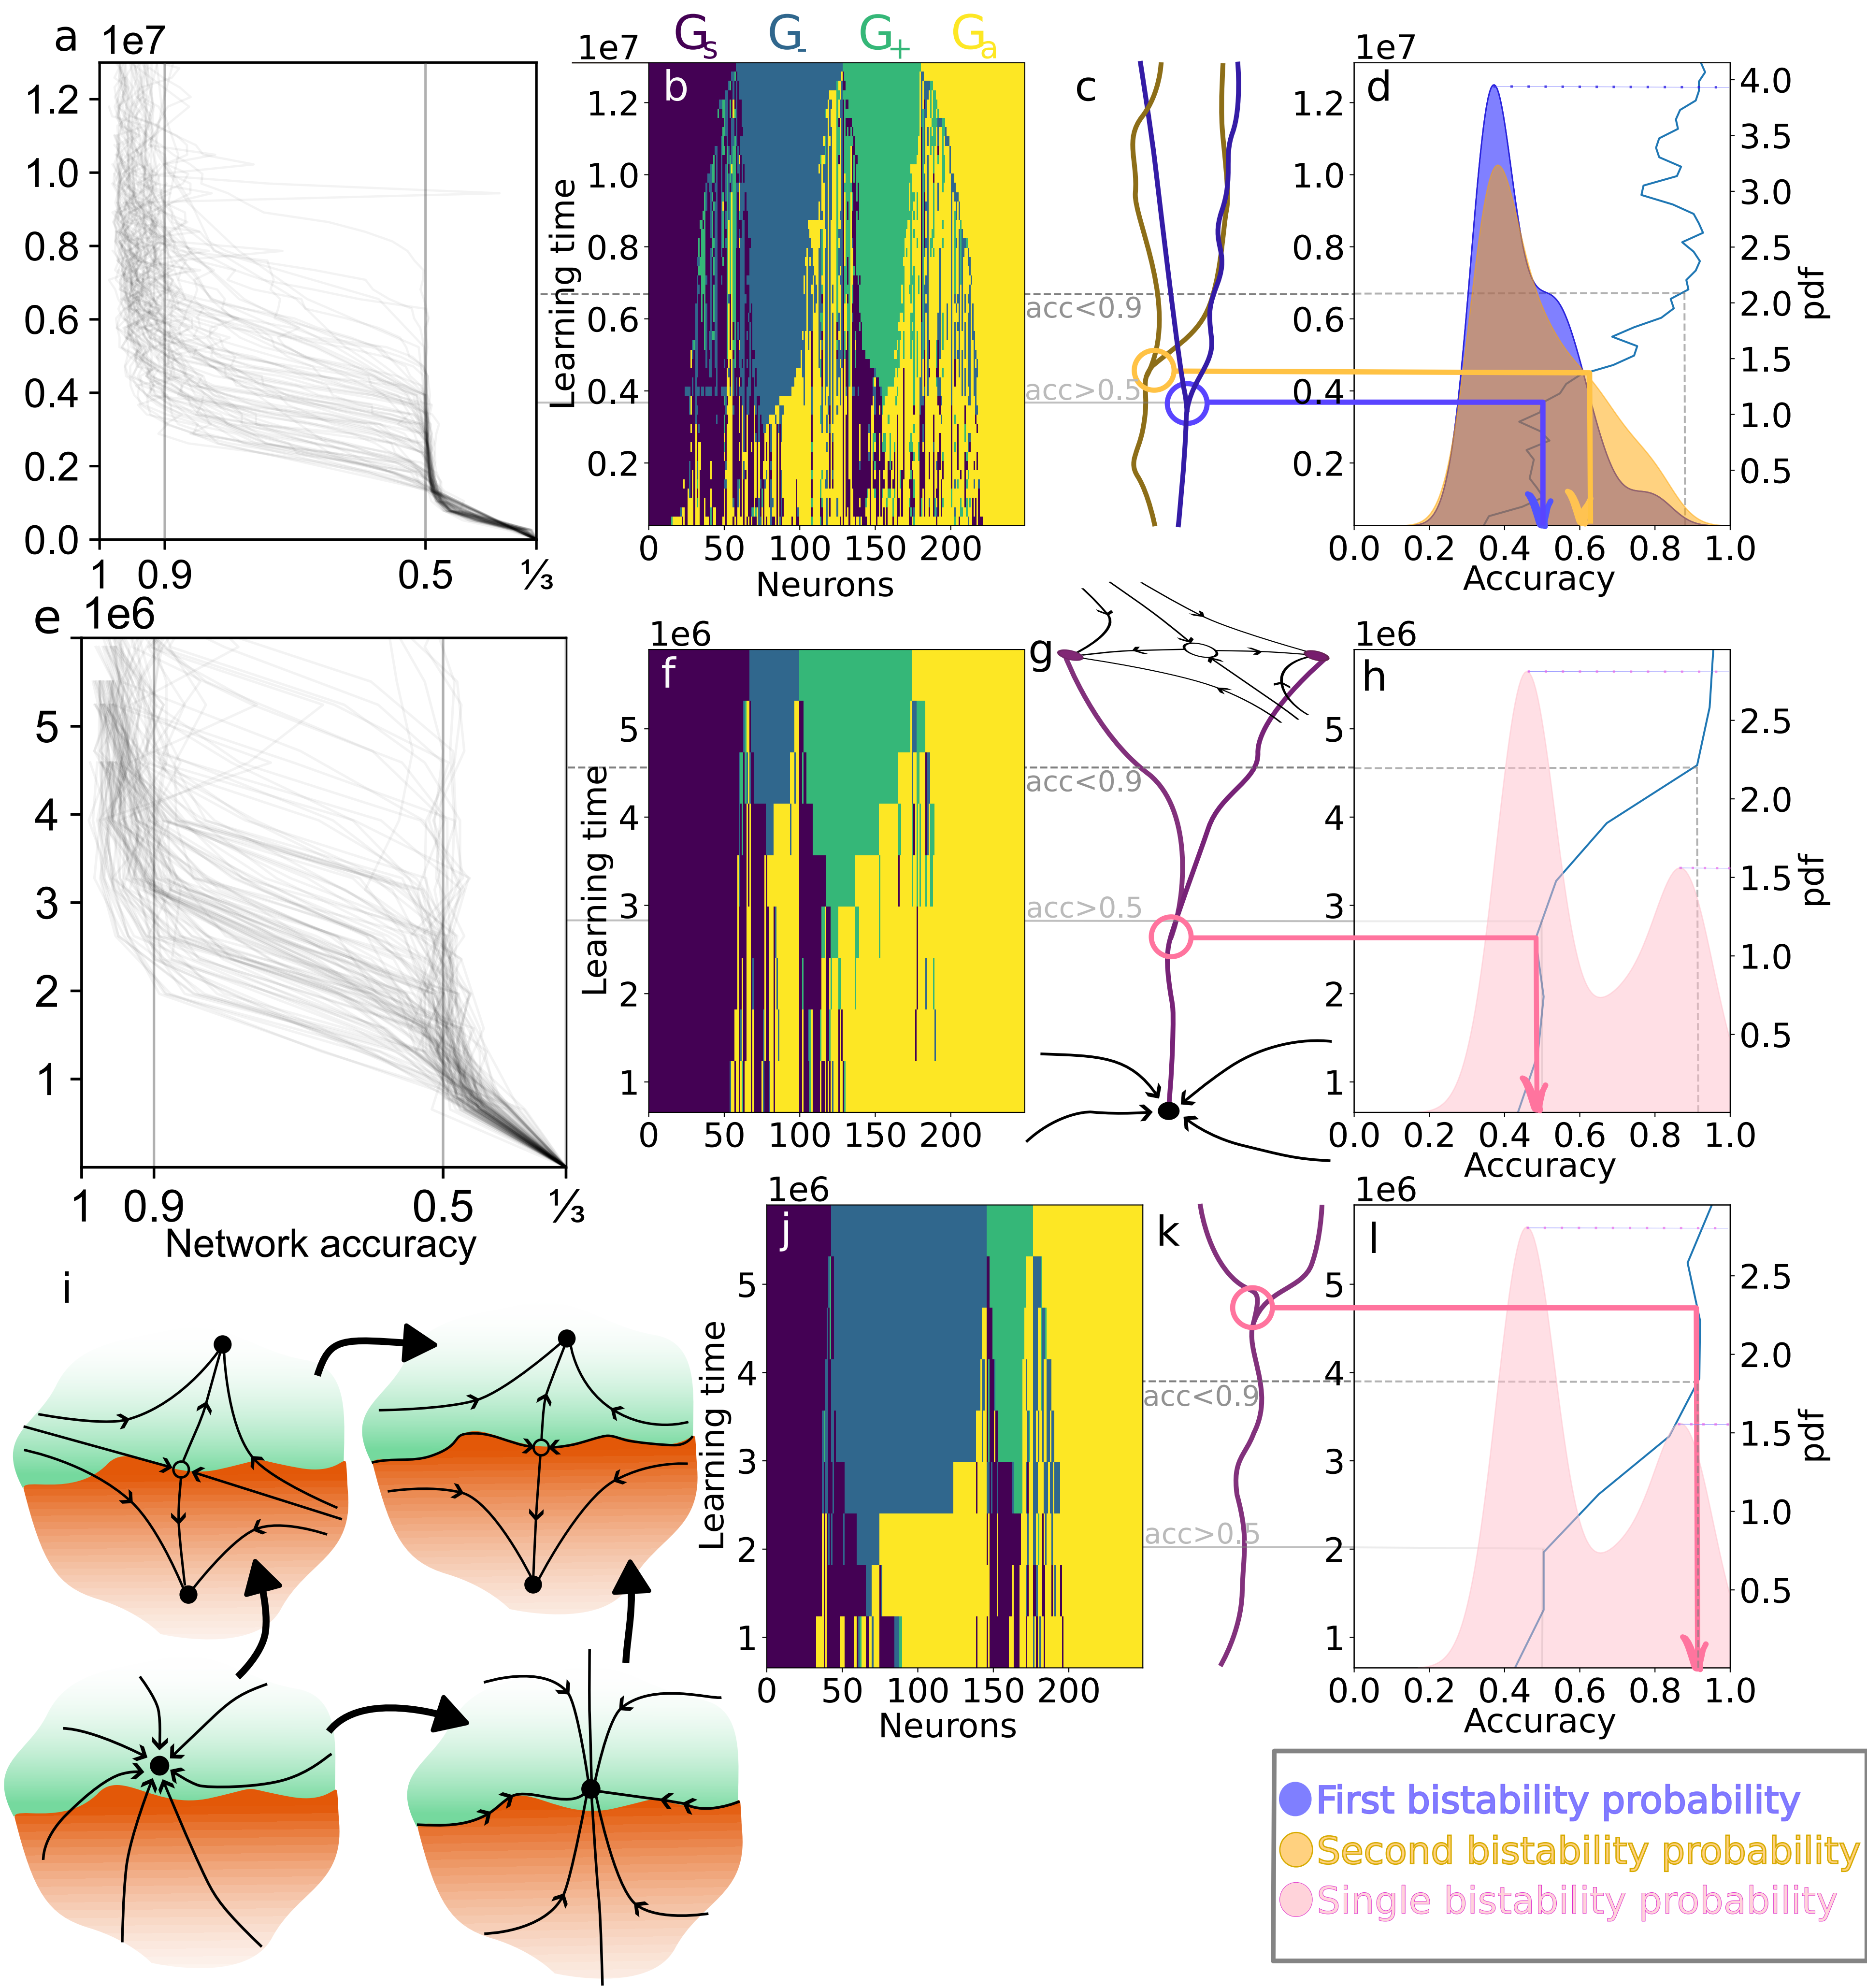 a 1e7
1.2
1.0
0.8
0.6
0.4
0.2
0.0
1 0.9 0.5 ⅓
Gs G- G+ Ga
1e7
b
1.2
1.0
0.8
0.6
0.4
0.2
Learning time
0 50 100 150 200
Neurons
c
acc<0.9
acc>0.5
1e7
d
1.2
1.0
0.8
0.6
0.4
0.2
4.0
3.5
3.0
2.5
2.0
1.5
1.0
0.5
pdf
0.0 0.2 0.4 0.6 0.8 1.0
Accuracy
e 1e6
5
4
3
2
1
1 0.9 0.5 ⅓
Network accuracy
1e6
f
5
4
3
2
1
Learning time
0 50 100 150 200
g
acc<0.9
acc>0.5
1e6
h
5
4
3
2
1
2.5
2.0
1.5
1.0
0.5
pdf
0.0 0.2 0.4 0.6 0.8 1.0
Accuracy
i
1e6
j
5
4
3
2
1
Learning time
0 50 100 150 200
Neurons
k
acc<0.9
acc>0.5
1e6
l
5
4
3
2
1
2.5
2.0
1.5
1.0
0.5
pdf
0.0 0.2 0.4 0.6 0.8 1.0
Accuracy
First bistability probability
Second bistability probability
Single bistability probability